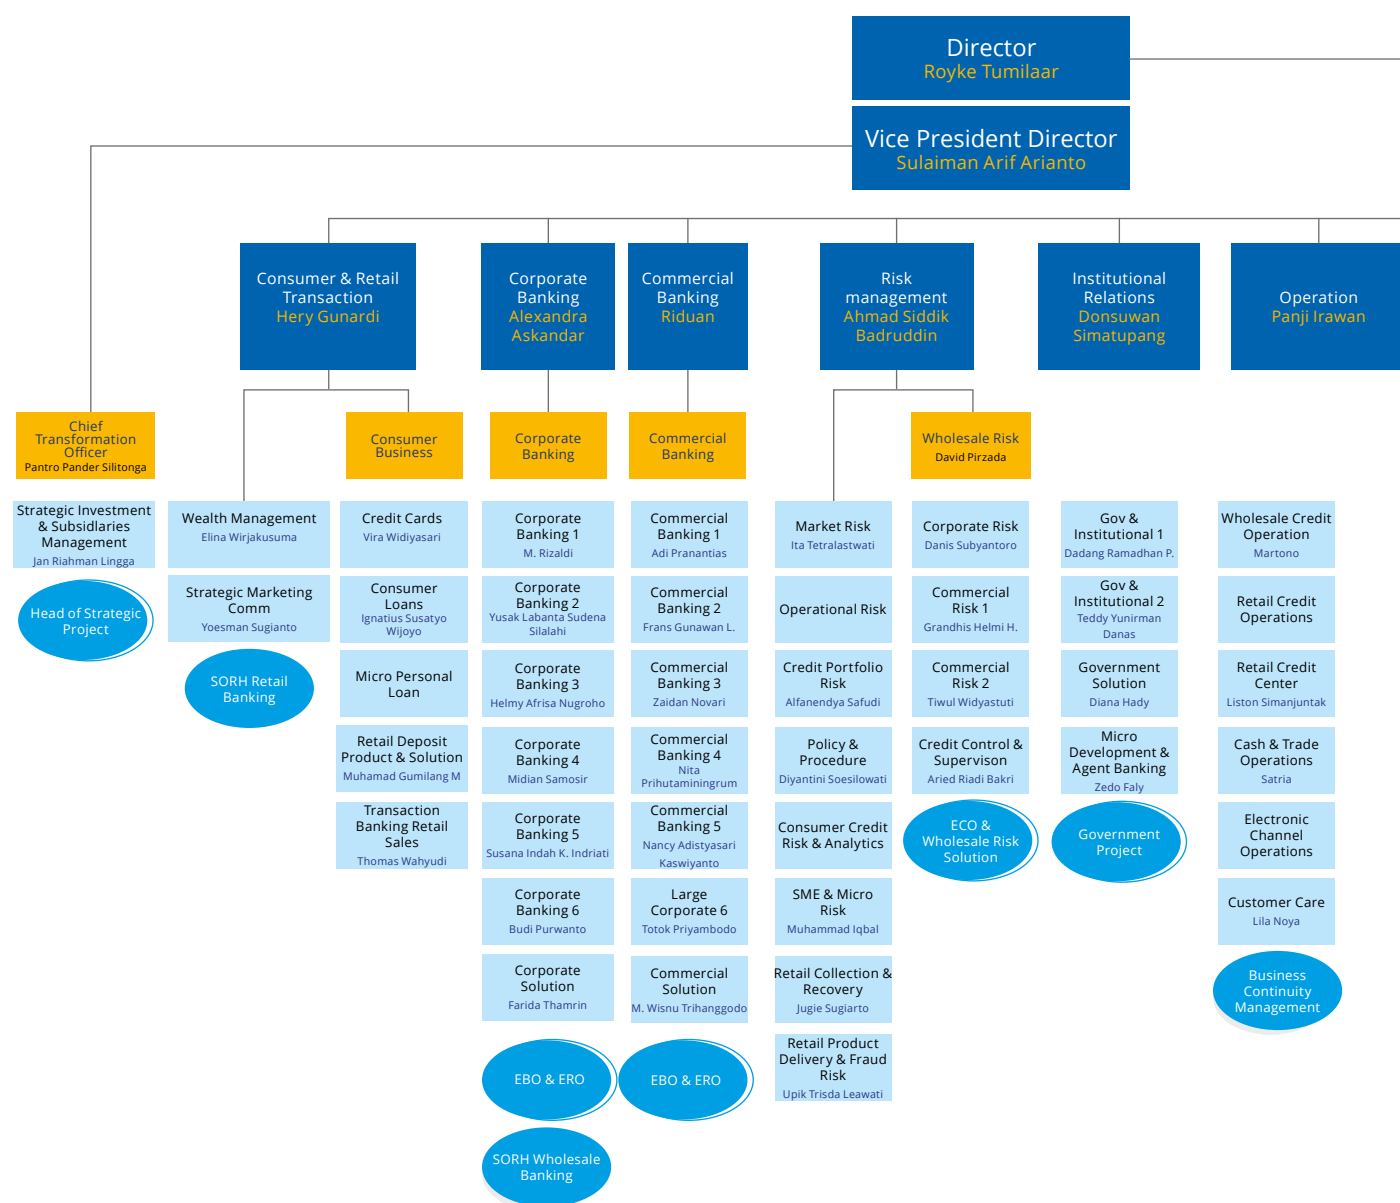 Director
Royke Tumilaar
Vice President Director
Sulaiman Arif Arianto
Consumer & Retail
Transaction
Hery Gunardi
Corporate
Banking
Alexandra
Askandar
Commercial
Banking
Riduan
Risk
management
Ahmad Siddik
Badruddin
Institutional
Relations
Donsuwan
Simatupang
Operation
Panji Irawan
Chief
Transformation
Officer
Pantro Pander Silitonga
Consumer
Business
Corporate
Banking
Commercial
Banking
Wholesale Risk
David Pirzada
Strategic Investment
& Subsidlaries
Management
Jan Riahman Lingga
Head of Strategic
Project
Wealth Management
Elina Wirjakusuma
Strategic Marketing
Comm
Yoesman Sugianto
SORH Retail
Banking
Credit Cards
Vira Widiyasari
Consumer
Loans
Ignatius Susatyo
Wijoyo
Micro Personal
Loan
Retail Deposit
Product & Solution
Muhamad Gumilang M
Transaction
Banking Retail
Sales
Thomas Wahyudi
Corporate
Banking 1
M. Rizaldi
Corporate
Banking 2
Yusak Labanta Sudena
Silalahi
Corporate
Banking 3
Helmy Afrisa Nugroho
Corporate
Banking 4
Midian Samosir
Corporate
Banking 5
Susana Indah K. Indriati
Corporate
Banking 6
Budi Purwanto
Corporate
Solution
Farida Thamrin
EBO & ERO
SORH Wholesale
Banking
Commercial
Banking 1
Adi Pranantias
Commercial
Banking 2
Frans Gunawan L.
Commercial
Banking 3
Zaidan Novari
Commercial
Banking 4
Nita
Prihutaminingrum
Commercial
Banking 5
Nancy Adistyasari
Kaswiyanto
Large
Corporate 6
Totok Priyambodo
Commercial
Solution
M. Wisnu Trihanggodo
EBO & ERO
Market Risk
Ita Tetralastwati
Operational Risk
Credit Portfolio
Risk
Alfanendya Safudi
Policy &
Procedure
Diyantini Soesilowati
Consumer Credit
Risk & Analytics
SME & Micro
Risk
Muhammad Iqbal
Retail Collection &
Recovery
Jugie Sugiarto
Retail Product
Delivery & Fraud
Risk
Upik Trisda Leawati
Corporate Risk
Danis Subyantoro
Commercial
Risk 1
Grandhis Helmi H.
Commercial
Risk 2
Tiwul Widyastuti
Credit Control &
Supervison
Aried Riadi Bakri
ECO &
Wholesale Risk
Solution
Gov &
Institutional 1
Dadang Ramadhan P.
Gov &
Institutional 2
Teddy Yunirman
Danas
Government
Solution
Diana Hady
Micro
Development &
Agent Banking
Zedo Faly
Government
Project
Wholesale Credit
Operation
Martono
Retail Credit
Operations
Retail Credit
Center
Liston Simanjuntak
Cash & Trade
Operations
Satria
Electronic
Channel
Operations
Customer Care
Lila Noya
Business
Continuity
Management